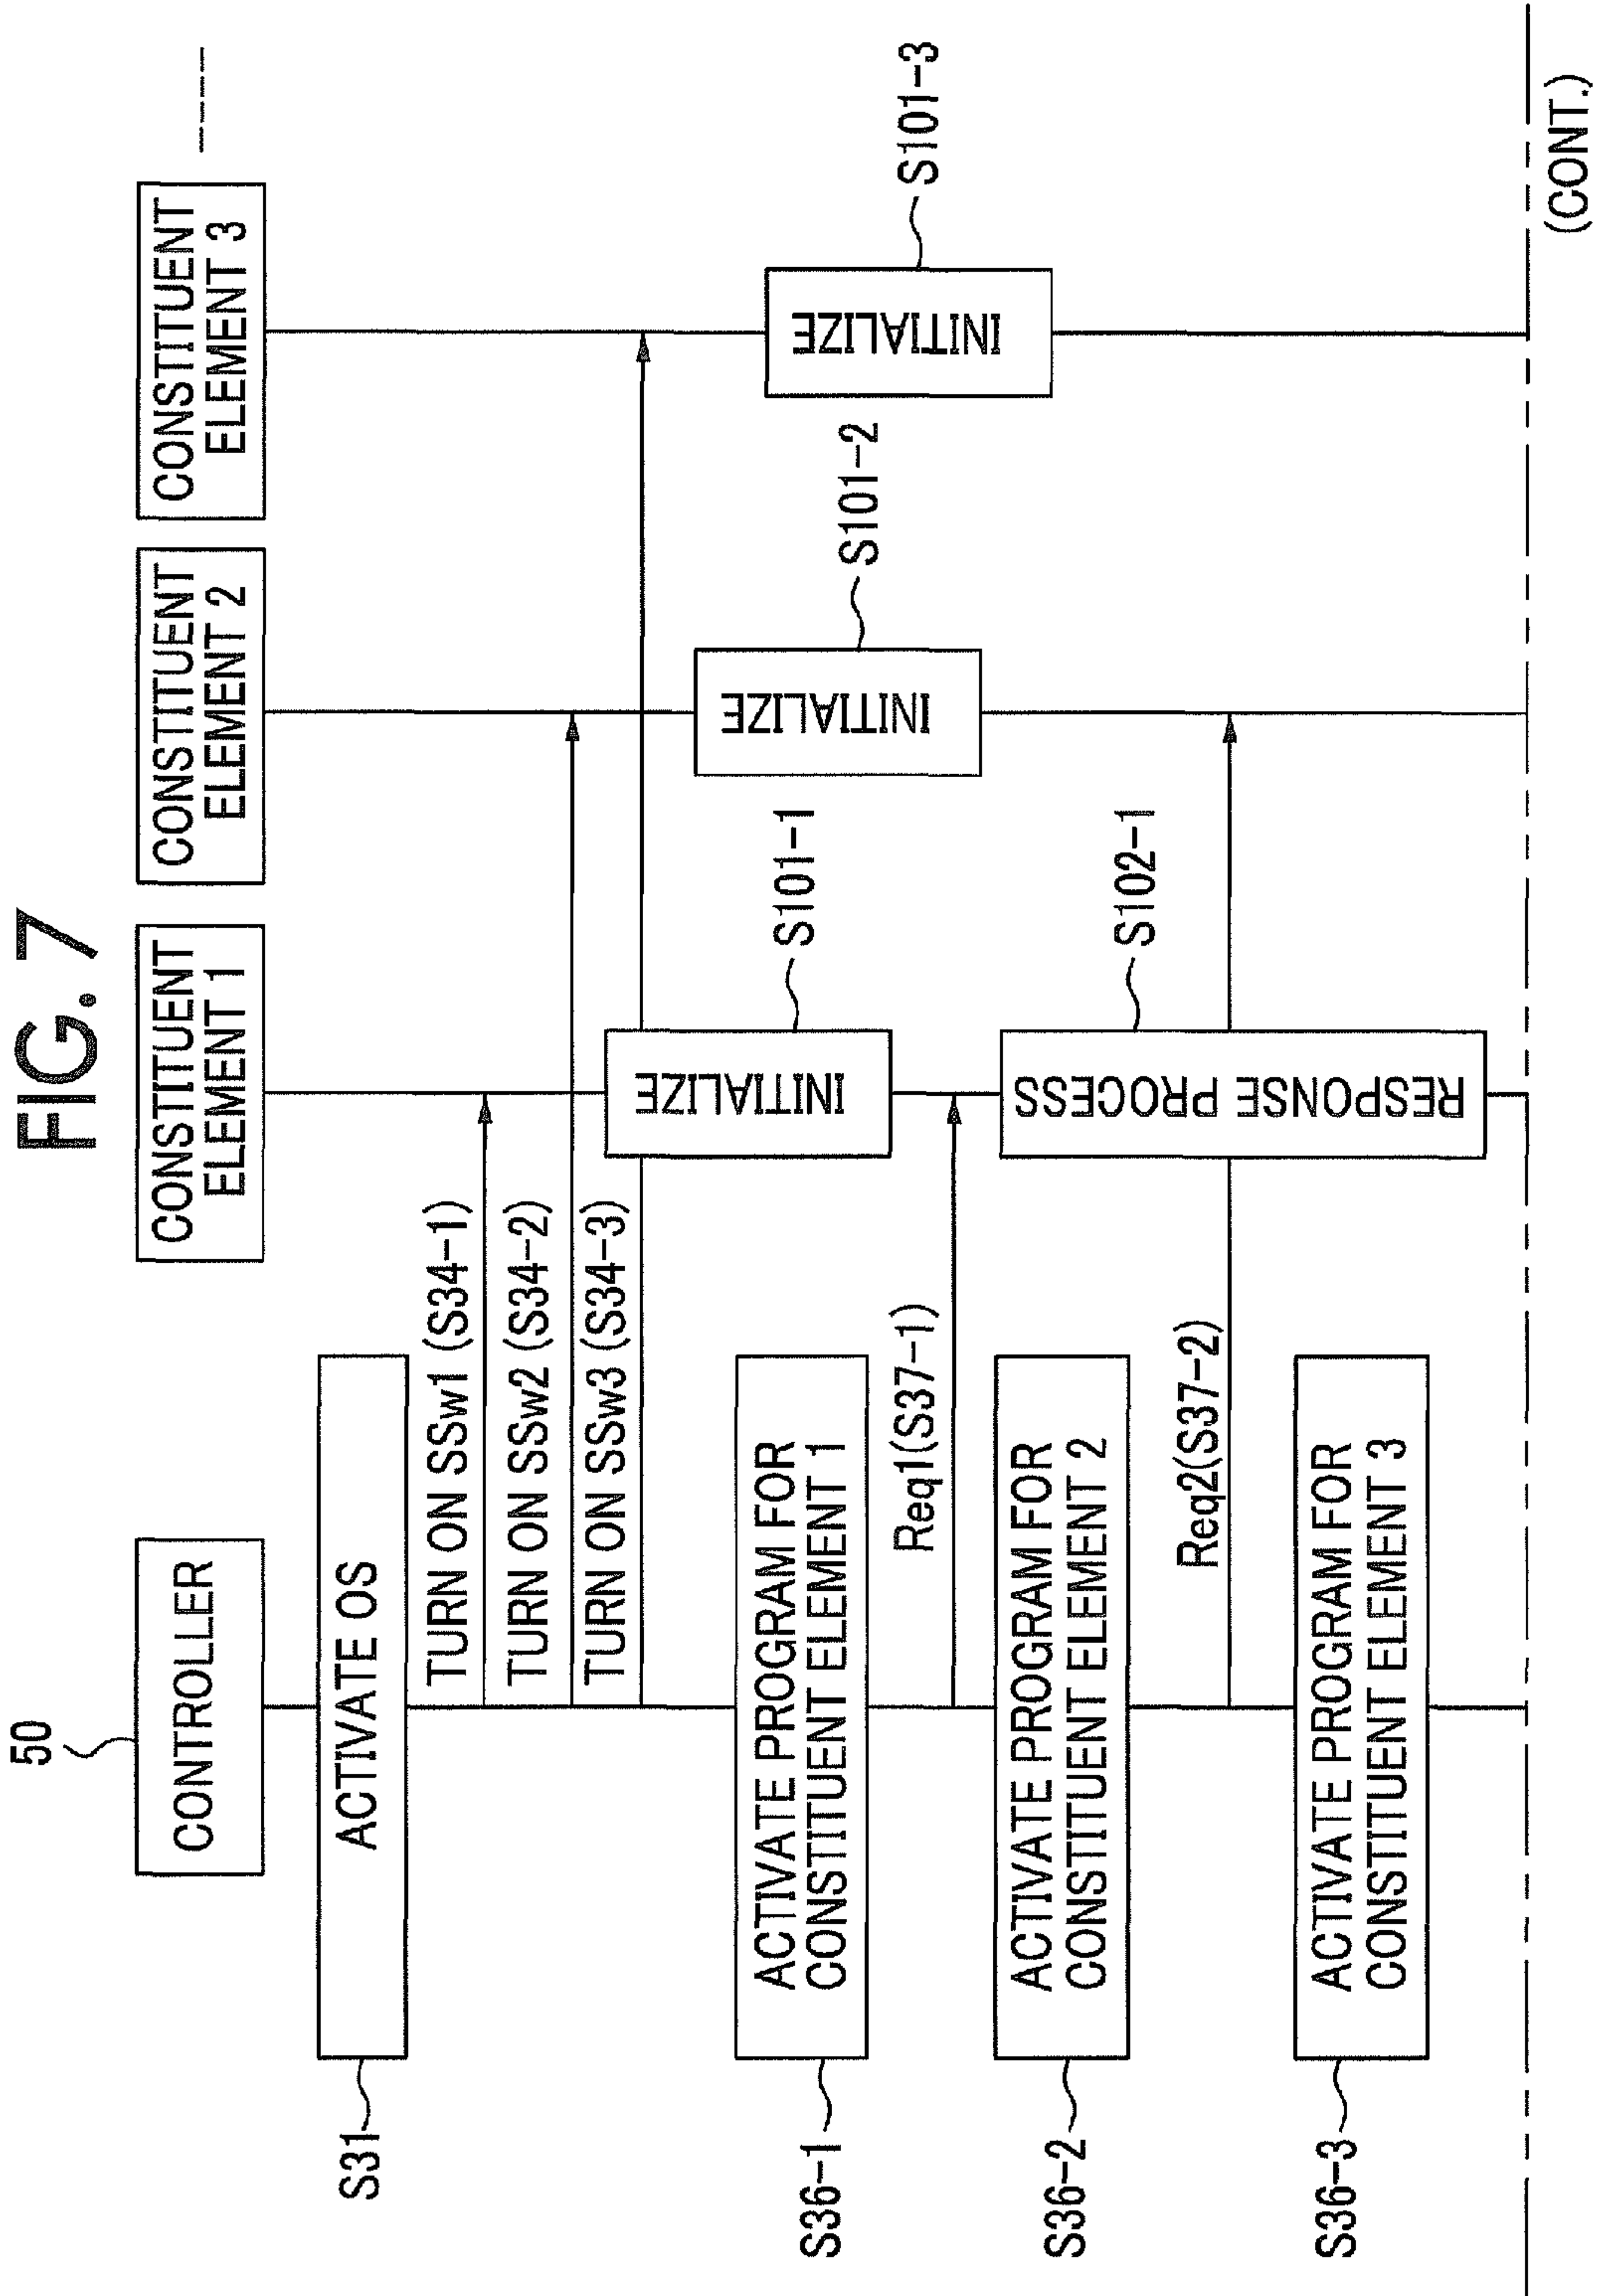 FIG. 7
50
CONTROLLER
CONSTITUENT
ELEMENT 1
CONSTITUENT
ELEMENT 2
CONSTITUENT
ELEMENT 3
S31
ACTIVATE OS
TURN ON SSw1 (S34-1)
TURN ON SSw2 (S34-2)
TURN ON SSw3 (S34-3)
INITIALIZE
S101-1
INITIALIZE
S101-2
INITIALIZE
S101-3
S36-1
ACTIVATE PROGRAM FOR
CONSTITUENT ELEMENT 1
Req1(S37-1)
S36-2
ACTIVATE PROGRAM FOR
CONSTITUENT ELEMENT 2
RESPONSE PROCESS
S102-1
Req2(S37-2)
S36-3
ACTIVATE PROGRAM FOR
CONSTITUENT ELEMENT 3
(CONT.)